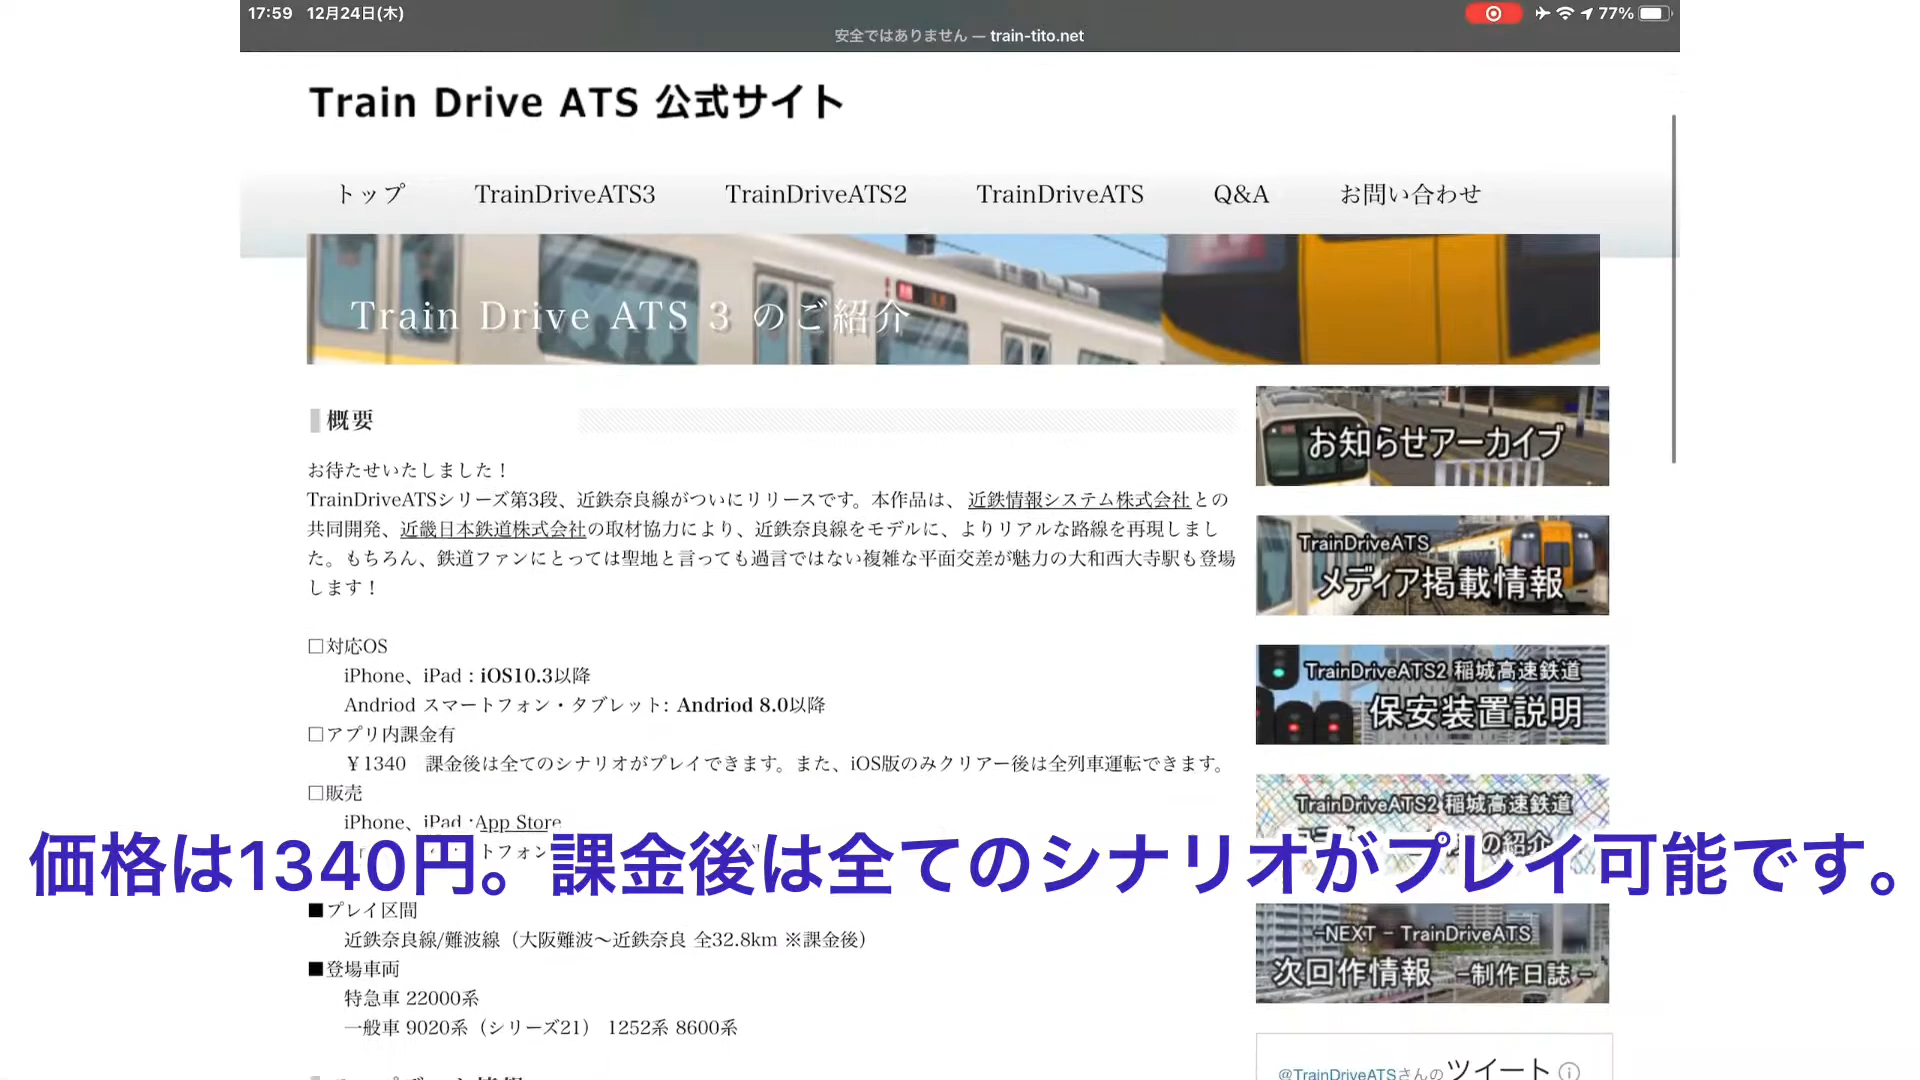 17:59 12月24日(木)
77%
安全ではありません — train-tito.net
Train Drive ATS 公式サイト
トップ TrainDriveATS3 TrainDriveATS2 TrainDriveATS Q&A お問い合わせ
Train Drive ATS 3 のご紹介
概要
お待たせいたしました！
TrainDriveATSシリーズ第3段、近鉄奈良線がついにリリースです。本作品は、近鉄情報システム株式会社との
共同開発、近畿日本鉄道株式会社の取材協力により、近鉄奈良線をモデルに、よりリアルな路線を再現しまし
た。もちろん、鉄道ファンにとっては聖地と言っても過言ではない複雑な平面交差が魅力の大和西大寺駅も登場
します！
□対応OS
iPhone、iPad：iOS10.3以降
Andriod スマートフォン・タブレット: Andriod 8.0以降
□アプリ内課金有
￥1340 課金後は全てのシナリオがプレイできます。また、iOS版のみクリアー後は全列車運転できます。
□販売
iPhone、iPad :App Store
価格は1340円。課金後は全てのシナリオがプレイ可能です。
■プレイ区間
近鉄奈良線/難波線（大阪難波〜近鉄奈良 全32.8km ※課金後）
■登場車両
特急車 22000系
一般車 9020系（シリーズ21） 1252系 8600系
お知らせアーカイブ
TrainDriveATS
メディア掲載情報
TrainDriveATS2 稲城高速鉄道
保安装置説明
TrainDriveATS2 稲城高速鉄道
の紹介
-NEXT - TrainDriveATS
次回作情報 -制作日誌-
@TrainDriveATSさんのツイート